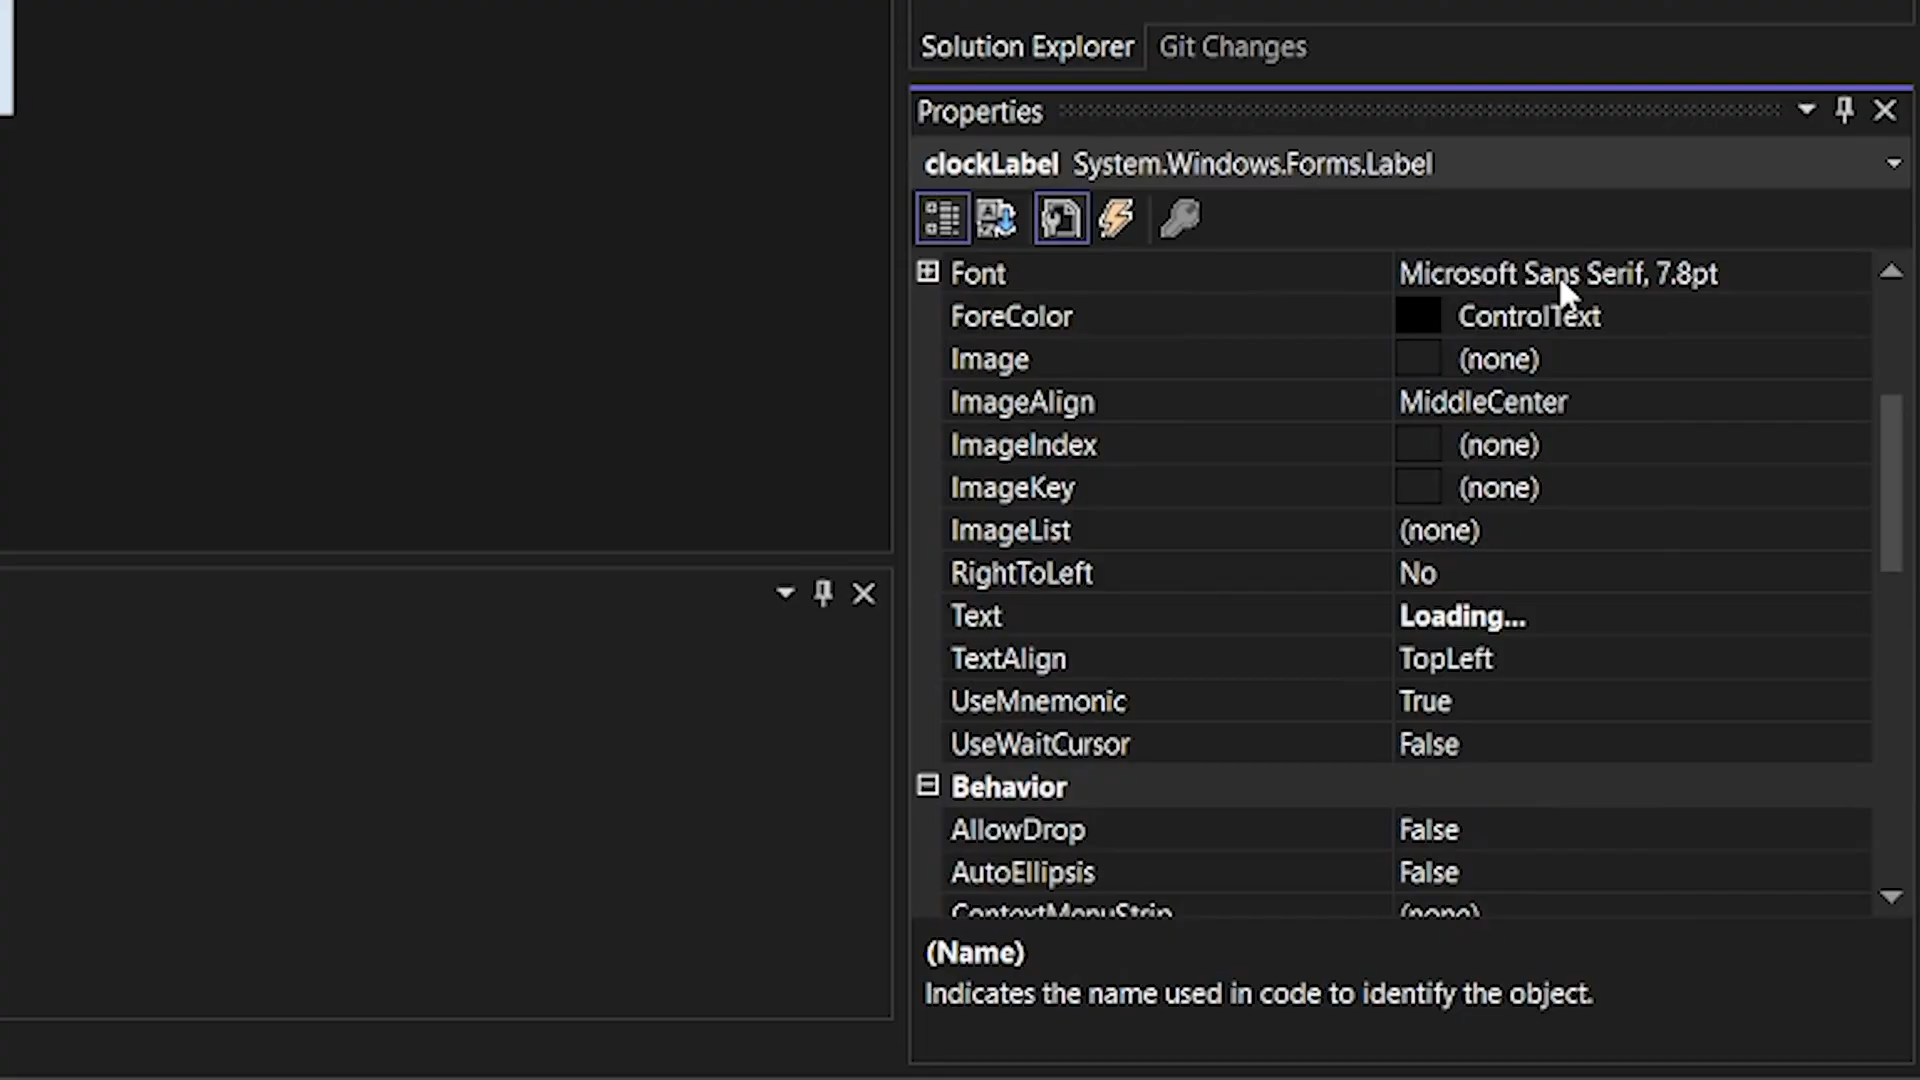 Solution Explorer Git Changes
Properties
clockLabel System.Windows.Forms.Label
Font Microsoft Sans Serif, 7.8pt
ForeColor ControlText
Image (none)
ImageAlign MiddleCenter
ImageIndex (none)
ImageKey (none)
ImageList (none)
RightToLeft No
Text Loading...
TextAlign TopLeft
UseMnemonic True
UseWaitCursor False
Behavior
AllowDrop False
AutoEllipsis False
ContextMenuStrip (none)
(Name)
Indicates the name used in code to identify the object.